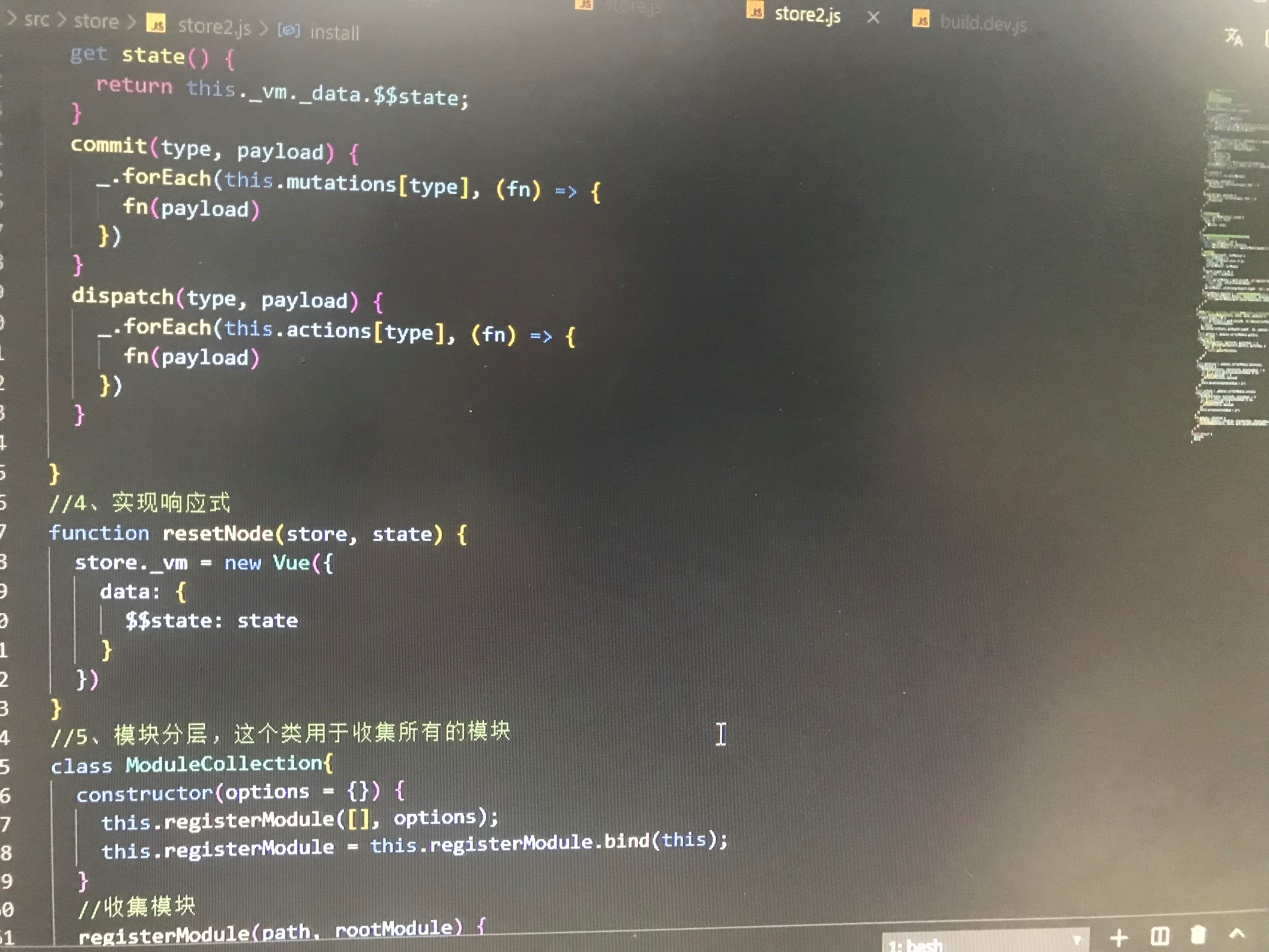 src > store > JS store2.js > install
JS store.js JS store2.js × JS build.dev.js
get state() {
return this._vm._data.$$state;
}
commit(type, payload) {
_.forEach(this.mutations[type], (fn) => {
fn(payload)
})
}
dispatch(type, payload) {
_.forEach(this.actions[type], (fn) => {
fn(payload)
})
}
}
//4、实现响应式
function resetNode(store, state) {
store._vm = new Vue({
data: {
$$state: state
}
})
}
//5、模块分层，这个类用于收集所有的模块
class ModuleCollection{
constructor(options = {}) {
this.registerModule([], options);
this.registerModule = this.registerModule.bind(this);
}
//收集模块
registerModule(path, rootModule) {
1: bash